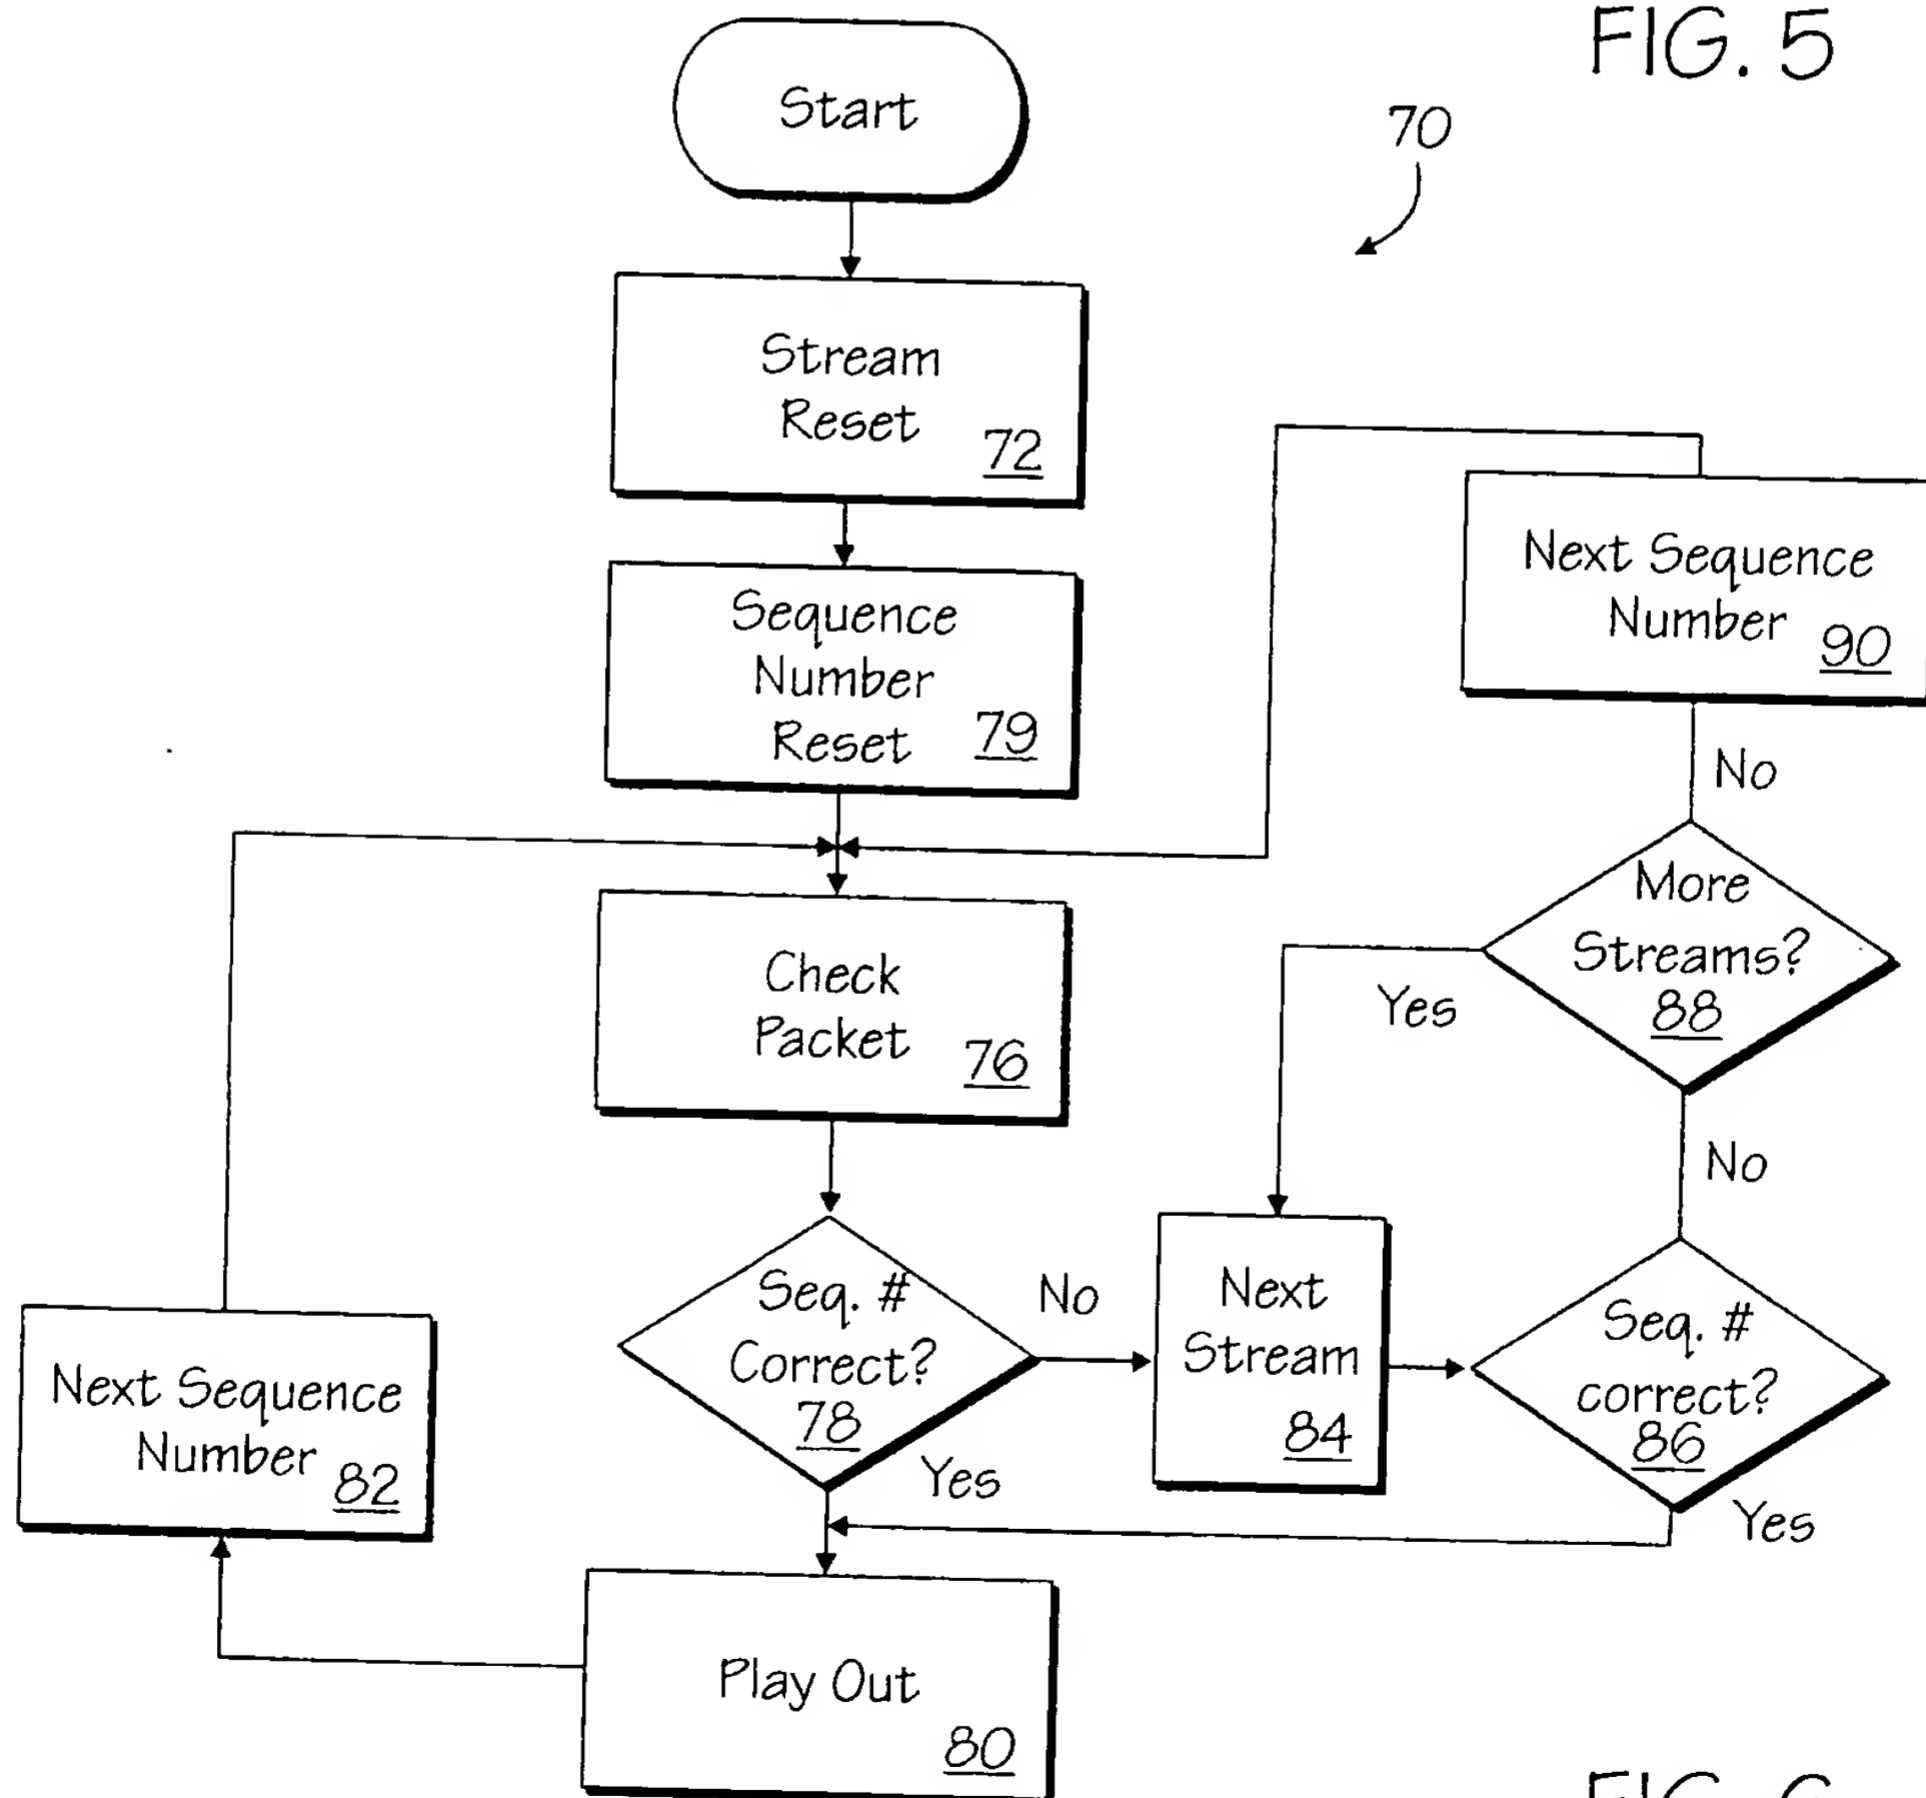 FIG. 5
70
Start
Stream
Reset
72
Sequence
Number
Reset
79
Next Sequence
Number
90
No
More
Streams?
88
Yes
No
Check
Packet
76
Seq. #
Correct?
78
No
Yes
Next
Stream
84
Seq. #
correct?
86
Yes
Next Sequence
Number
82
Play Out
80